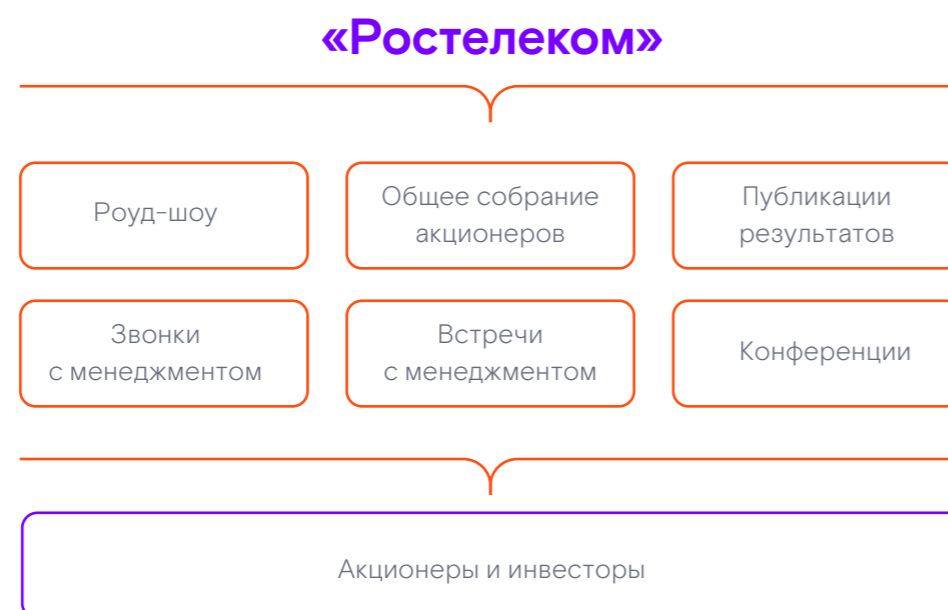 «Ростелеком»
Роуд-шоу
Общее собрание
акционеров
Публикации
результатов
Звонки
с менеджментом
Встречи
с менеджментом
Конференции
Акционеры и инвесторы